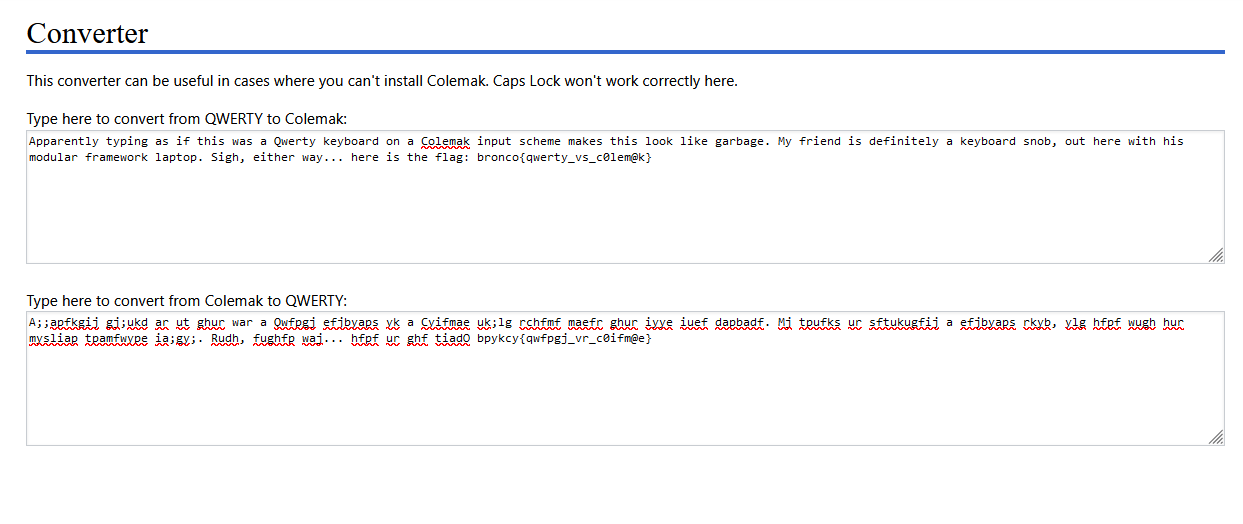 Converter
This converter can be useful in cases where you can't install Colemak. Caps Lock won't work correctly here.
Type here to convert from QWERTY to Colemak:
Apparently typing as if this was a Qwerty keyboard on a Colemak input scheme makes this look like garbage. My friend is definitely a keyboard snob, out here with his
modular framework laptop. Sigh, either way... here is the flag: bronco{qwerty_vs_c0lem@k}
Type here to convert from Colemak to QWERTY:
A;;apfkgij gj;ukd ar ut ghur war a Qwfpgj efjbyaps yk a Cyifmae uk;lg rchfmf maefr ghur iyye iuef dapbadf. Mj tpufks ur sftukugfij a efjbyaps rkyb, ylg hfpf wugh hur
mysliap tpamfwype ia;gy;. Rudh, fughfp waj... hfpf ur ghf tiadO bpykcy{qwfpgj_vr_c0ifm@e}